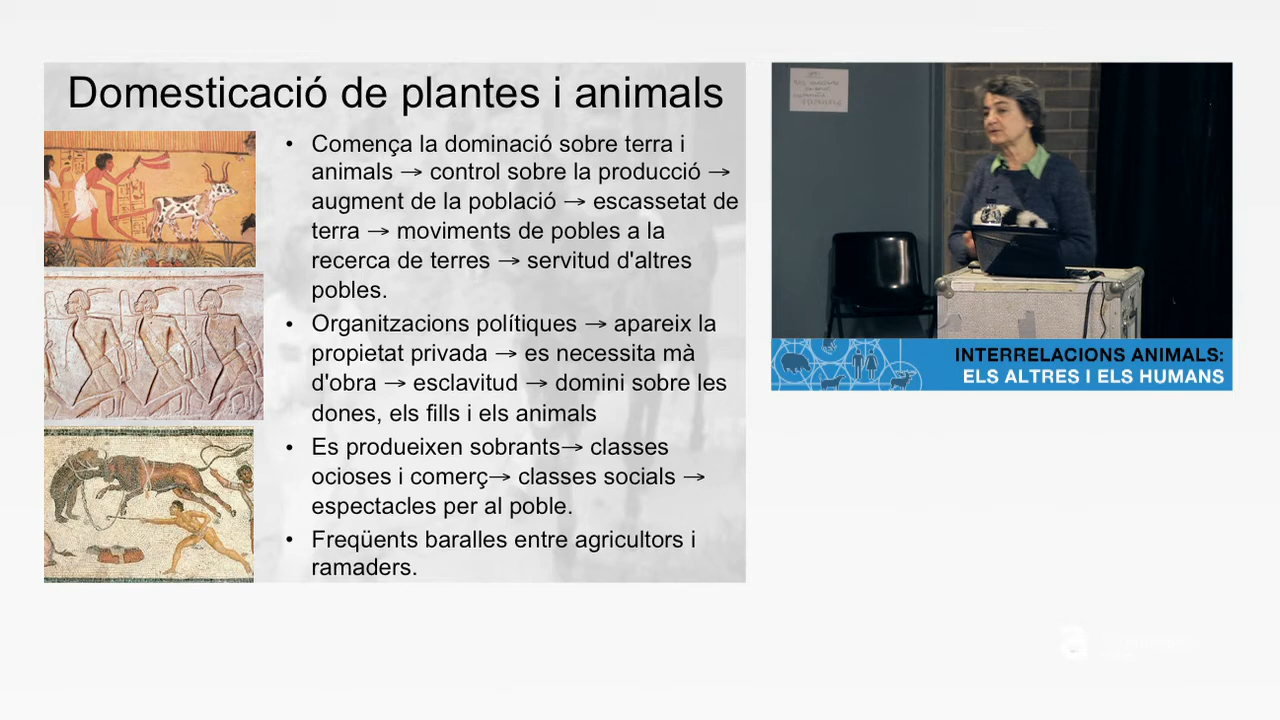 Domesticació de plantes i animals
• Comença la dominació sobre terra i
animals → control sobre la producció →
augment de la població → escassetat de
terra → moviments de pobles a la
recerca de terres → servitud d'altres
pobles.
• Organitzacions polítiques → apareix la
propietat privada → es necessita mà
d'obra → esclavitud → domini sobre les
dones, els fills i els animals
• Es produeixen sobrants→ classes
ocioses i comerç→ classes socials →
espectacles per al poble.
• Freqüents baralles entre agricultors i
ramaders.
INTERRELACIONS ANIMALS:
ELS ALTRES I ELS HUMANS